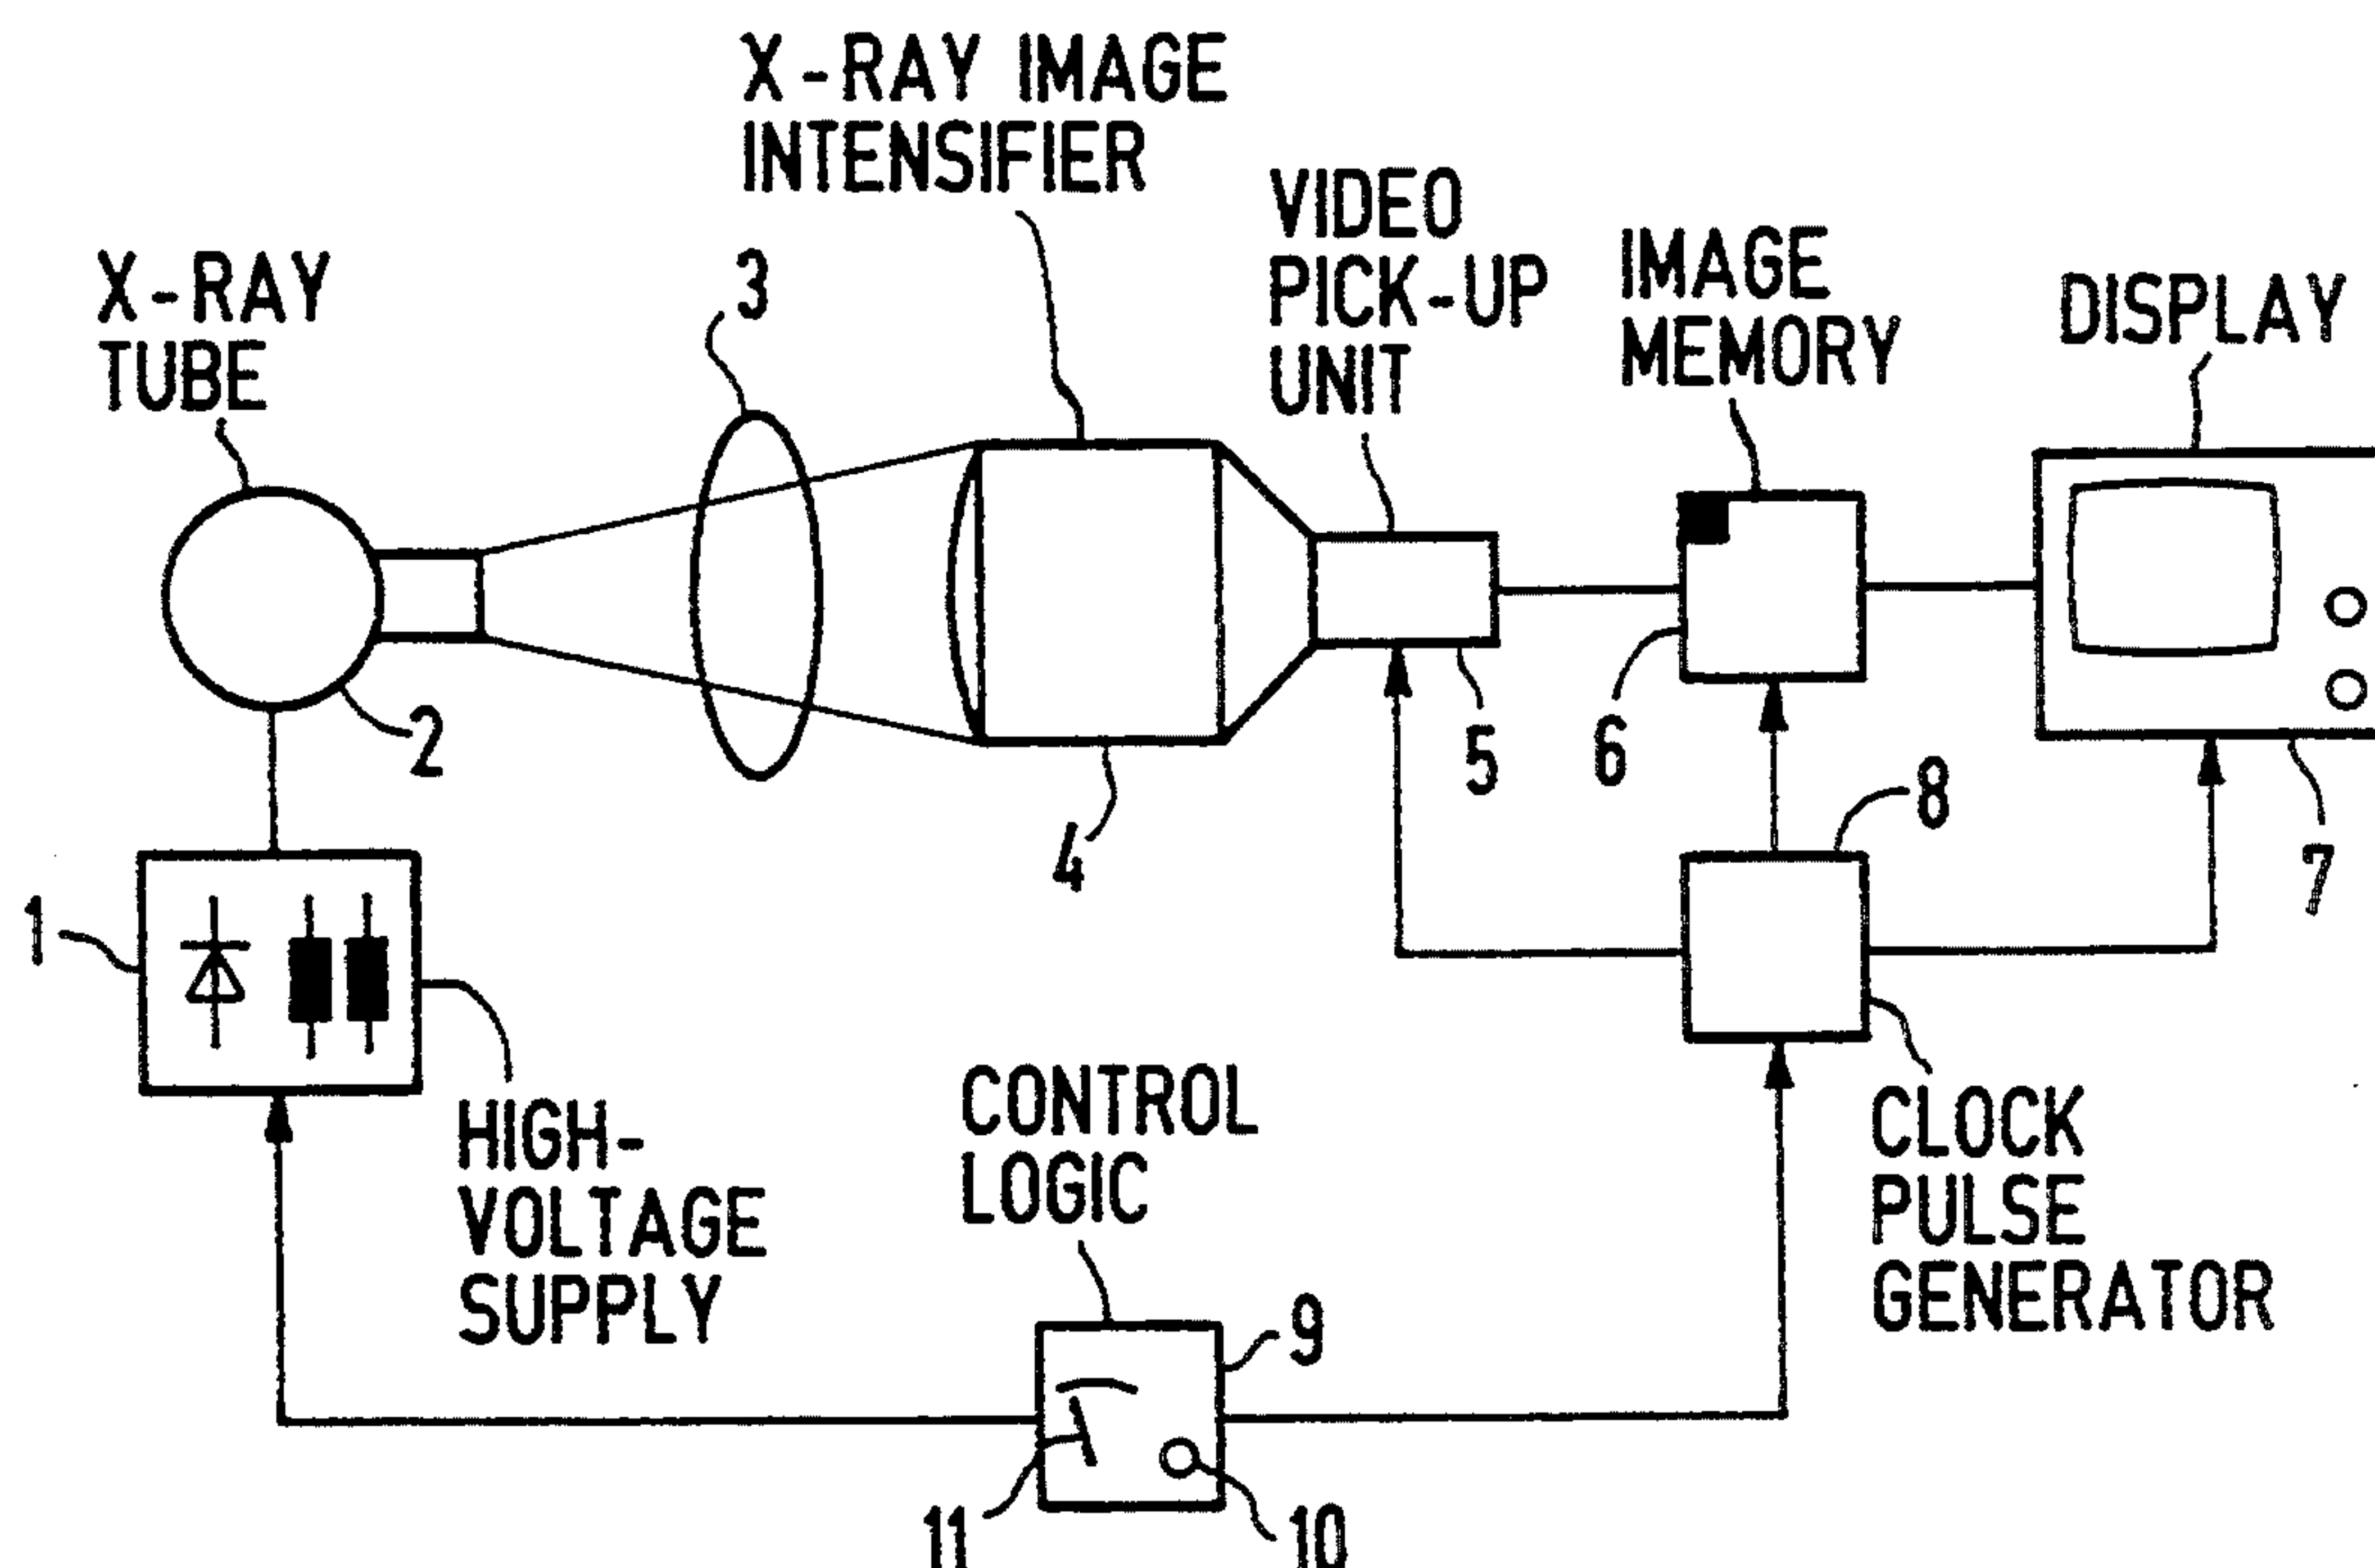 X-RAY IMAGE
INTENSIFIER
VIDEO
PICK-UP
UNIT
IMAGE
MEMORY
DISPLAY
X-RAY
TUBE
3
2
4
5
6
8
7
1
HIGH-
VOLTAGE
SUPPLY
CONTROL
LOGIC
CLOCK
PULSE
GENERATOR
9
11
10